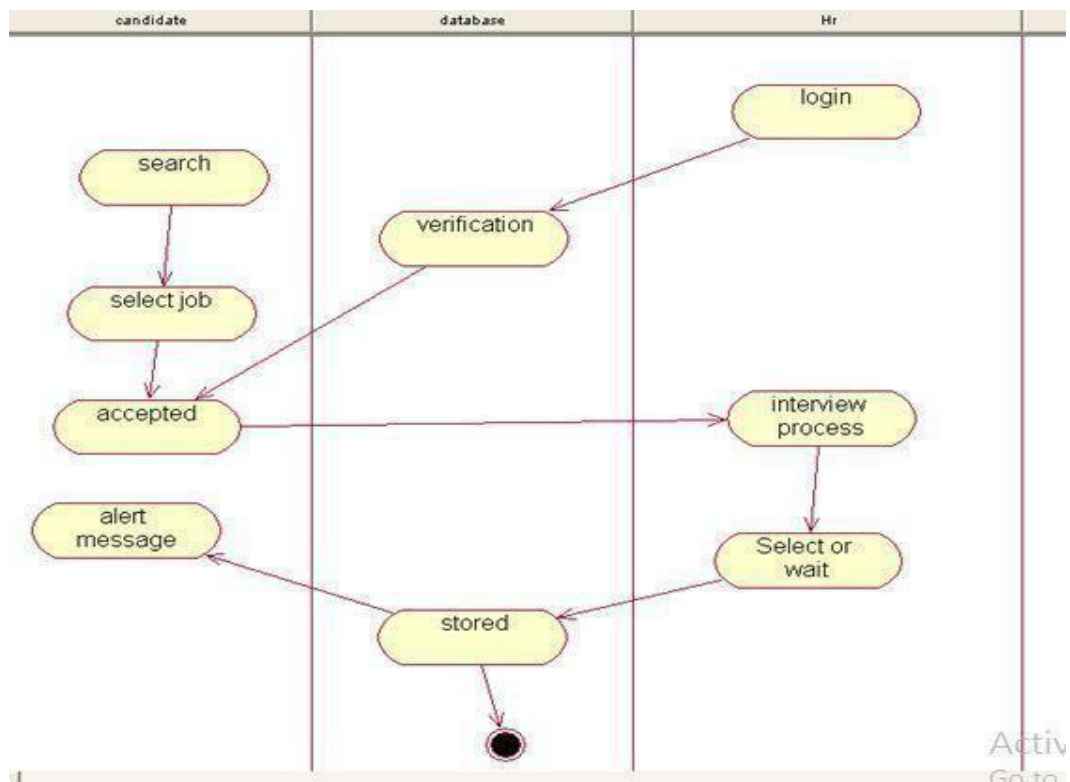 candidate
database
Hr
login
search
verification
select job
accepted
interview
process
alert
message
Select or
wait
stored
Activ
Go to